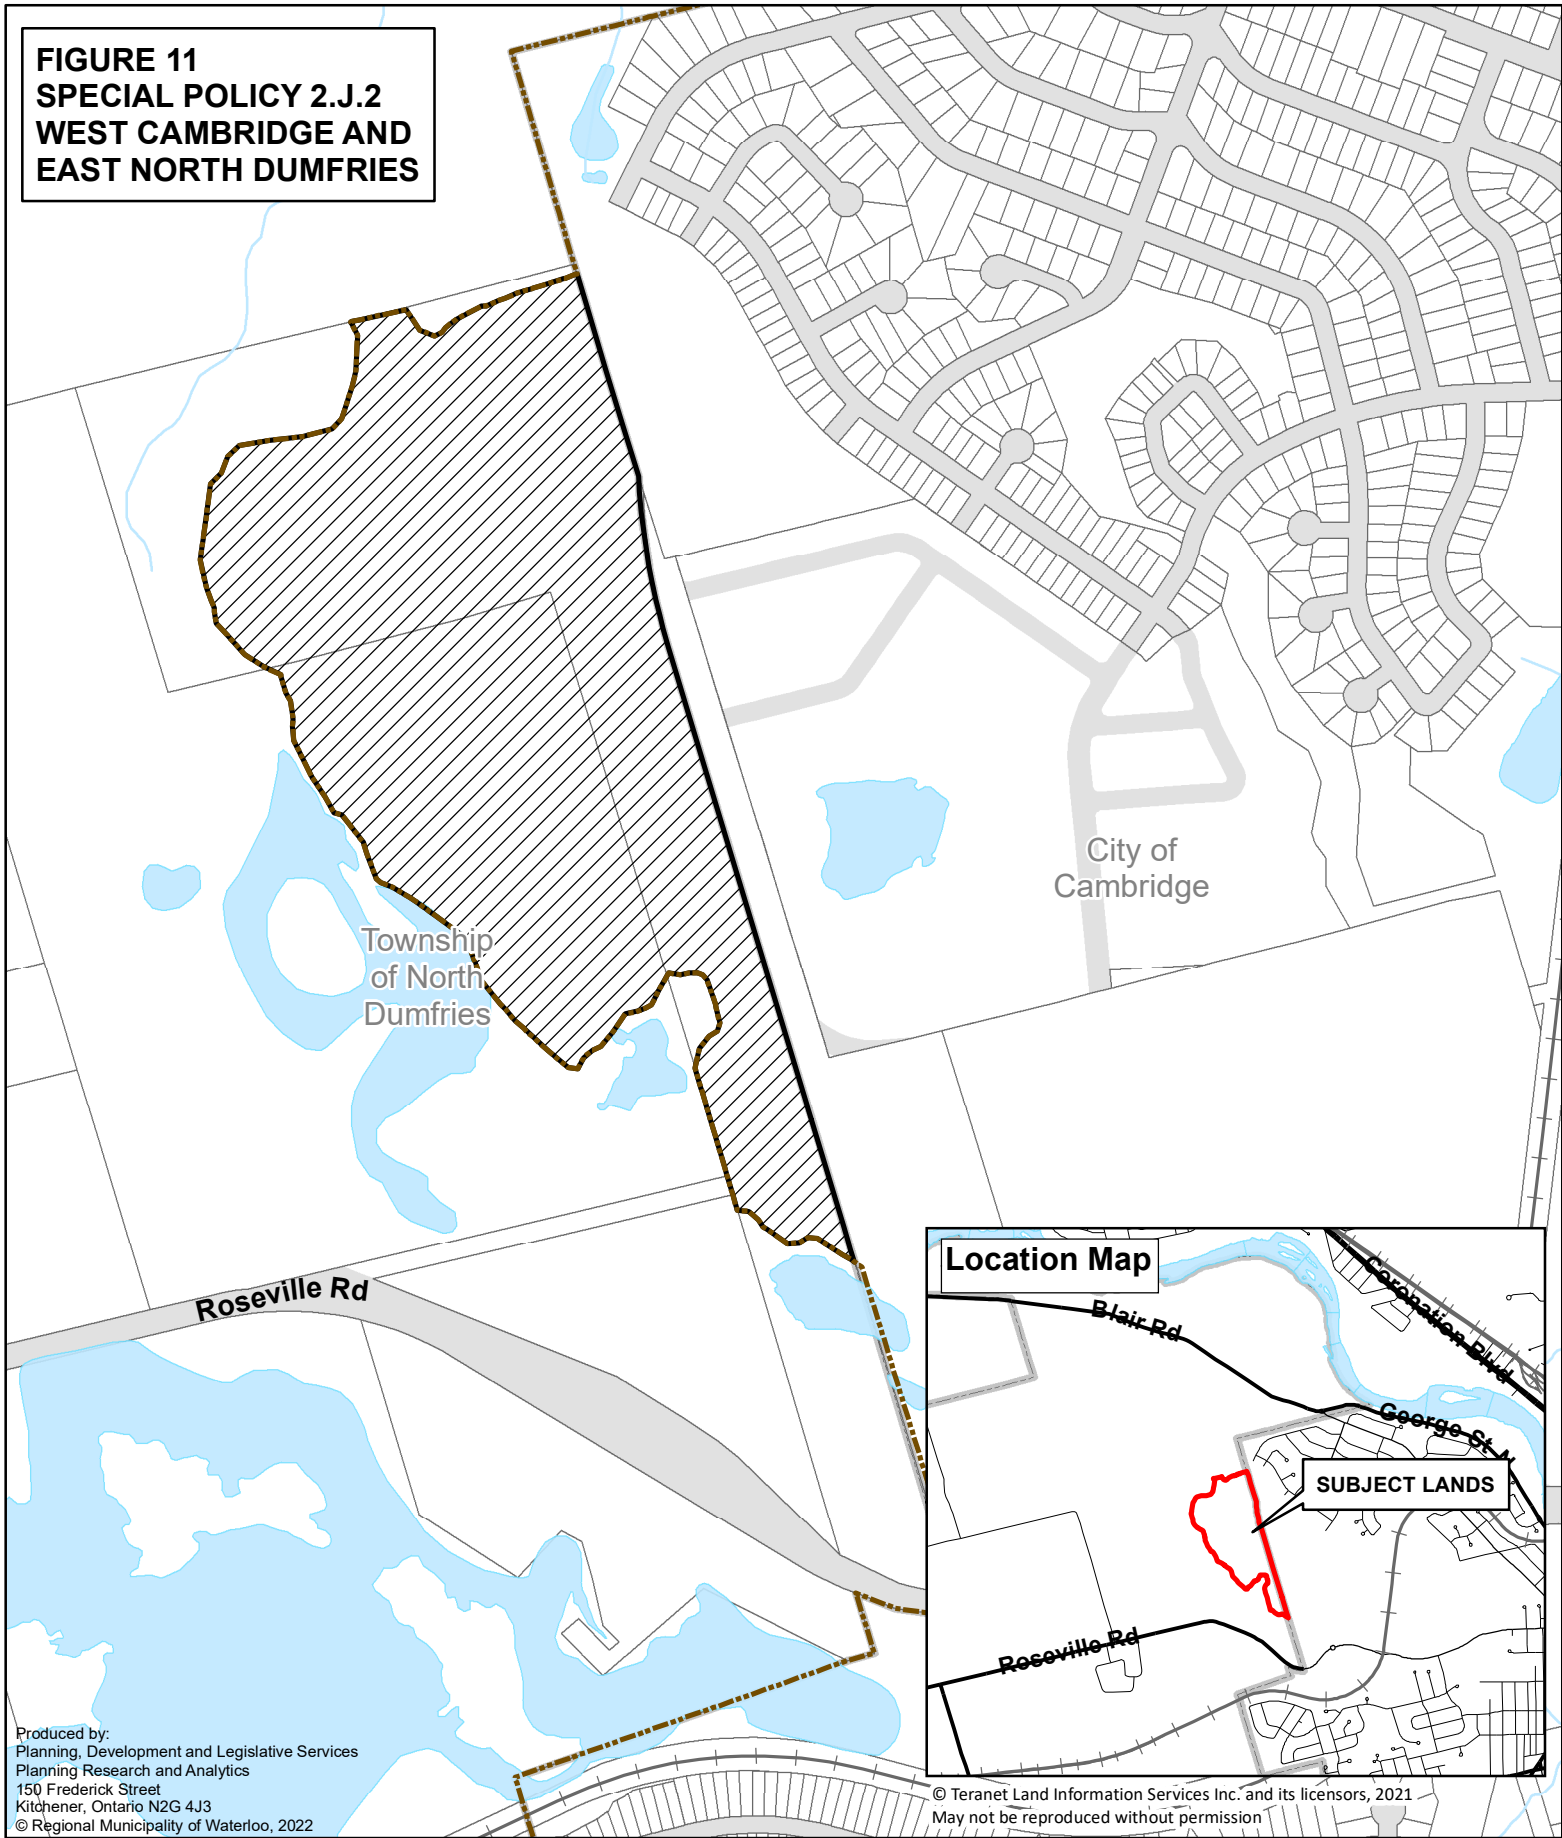 FIGURE 11
SPECIAL POLICY 2.J.2
WEST CAMBRIDGE AND
EAST NORTH DUMFRIES
City of
Cambridge
Township
of North
Dumfries
Roseville Rd
Location Map
Blair Rd
Coronation Blvd
George St N
SUBJECT LANDS
Roseville Rd
Produced by:
Planning, Development and Legislative Services
Planning Research and Analytics
150 Frederick Street
Kitchener, Ontario N2G 4J3
© Regional Municipality of Waterloo, 2022
© Teranet Land Information Services Inc. and its licensors, 2021
May not be reproduced without permission